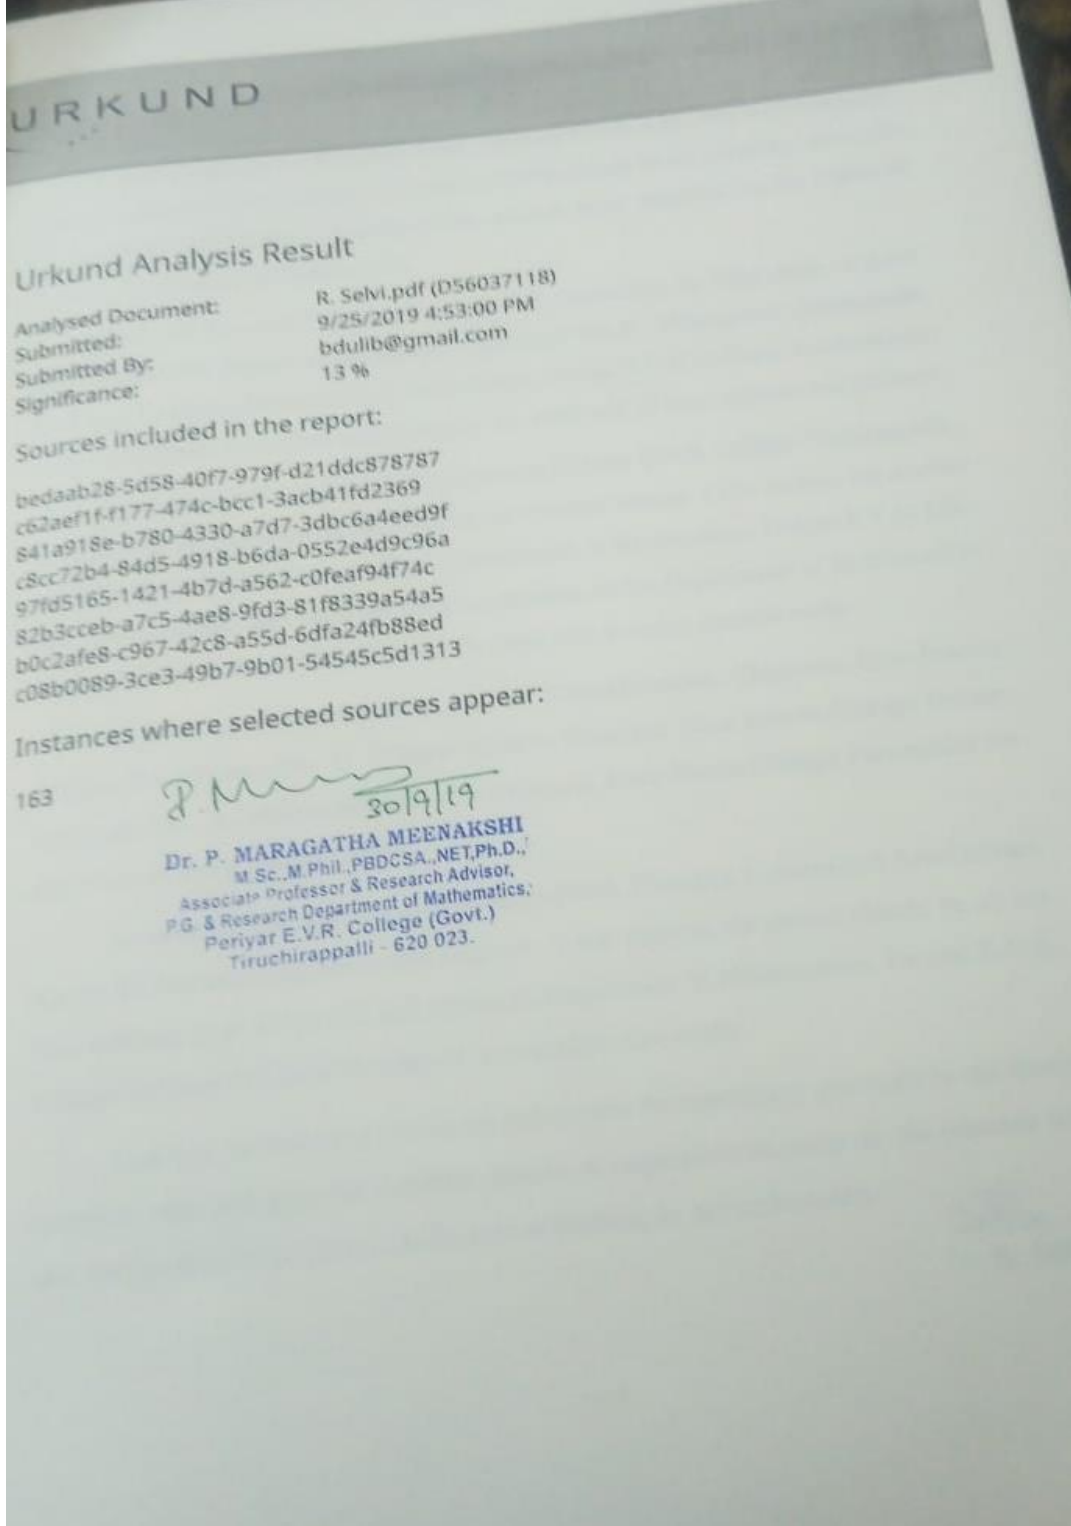 URKUND
Urkund Analysis Result
Analysed Document: R. Selvi.pdf (D56037118)
Submitted: 9/25/2019 4:53:00 PM
Submitted By: bdulib@gmail.com
Significance: 13 %
Sources included in the report:
bedaab28-5d58-40f7-979f-d21ddc878787
c62aef1f-f177-474c-bcc1-3acb41fd2369
841a918e-b780-4330-a7d7-3dbc6a4eed9f
c8cc72b4-84d5-4918-b6da-0552e4d9c96a
97fd5165-1421-4b7d-a562-c0feaf94f74c
82b3cceb-a7c5-4ae8-9fd3-81f8339a54a5
b0c2afe8-c967-42c8-a55d-6dfa24fb88ed
c08b0089-3ce3-49b7-9b01-54545c5d1313
Instances where selected sources appear:
163
30/9/19
Dr. P. MARAGATHA MEENAKSHI
M.Sc.,M.Phil.,PBDCSA.,NET,Ph.D.,
Associate Professor & Research Advisor,
P.G. & Research Department of Mathematics,
Periyar E.V.R. College (Govt.)
Tiruchirappalli - 620 023.